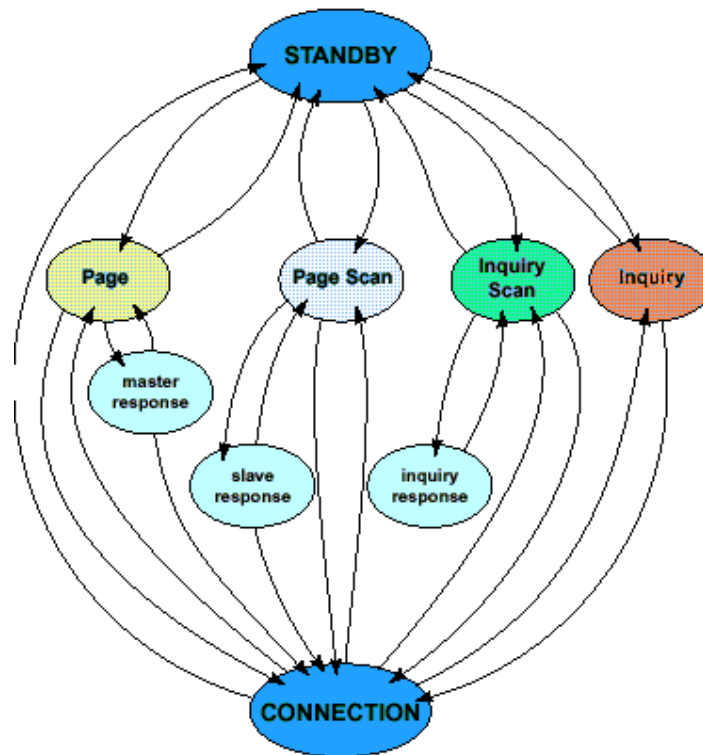 STANDBY
Page
Page Scan
Inquiry
Scan
Inquiry
master
response
slave
response
inquiry
response
CONNECTION